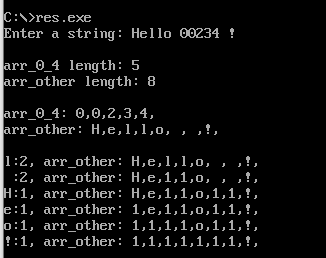 C:\>res.exe
Enter a string: Hello 00234 !
arr_0_4 length: 5
arr_other length: 8
arr_0_4: 0,0,2,3,4,
arr_other: H,e,l,l,o, , ,!,
l:2, arr_other: H,e,l,l,o, , ,!,
 :2, arr_other: H,e,1,1,o, , ,!,
H:1, arr_other: H,e,1,1,o,1,1,!,
e:1, arr_other: 1,e,1,1,o,1,1,!,
o:1, arr_other: 1,1,1,1,o,1,1,!,
!:1, arr_other: 1,1,1,1,1,1,1,!,